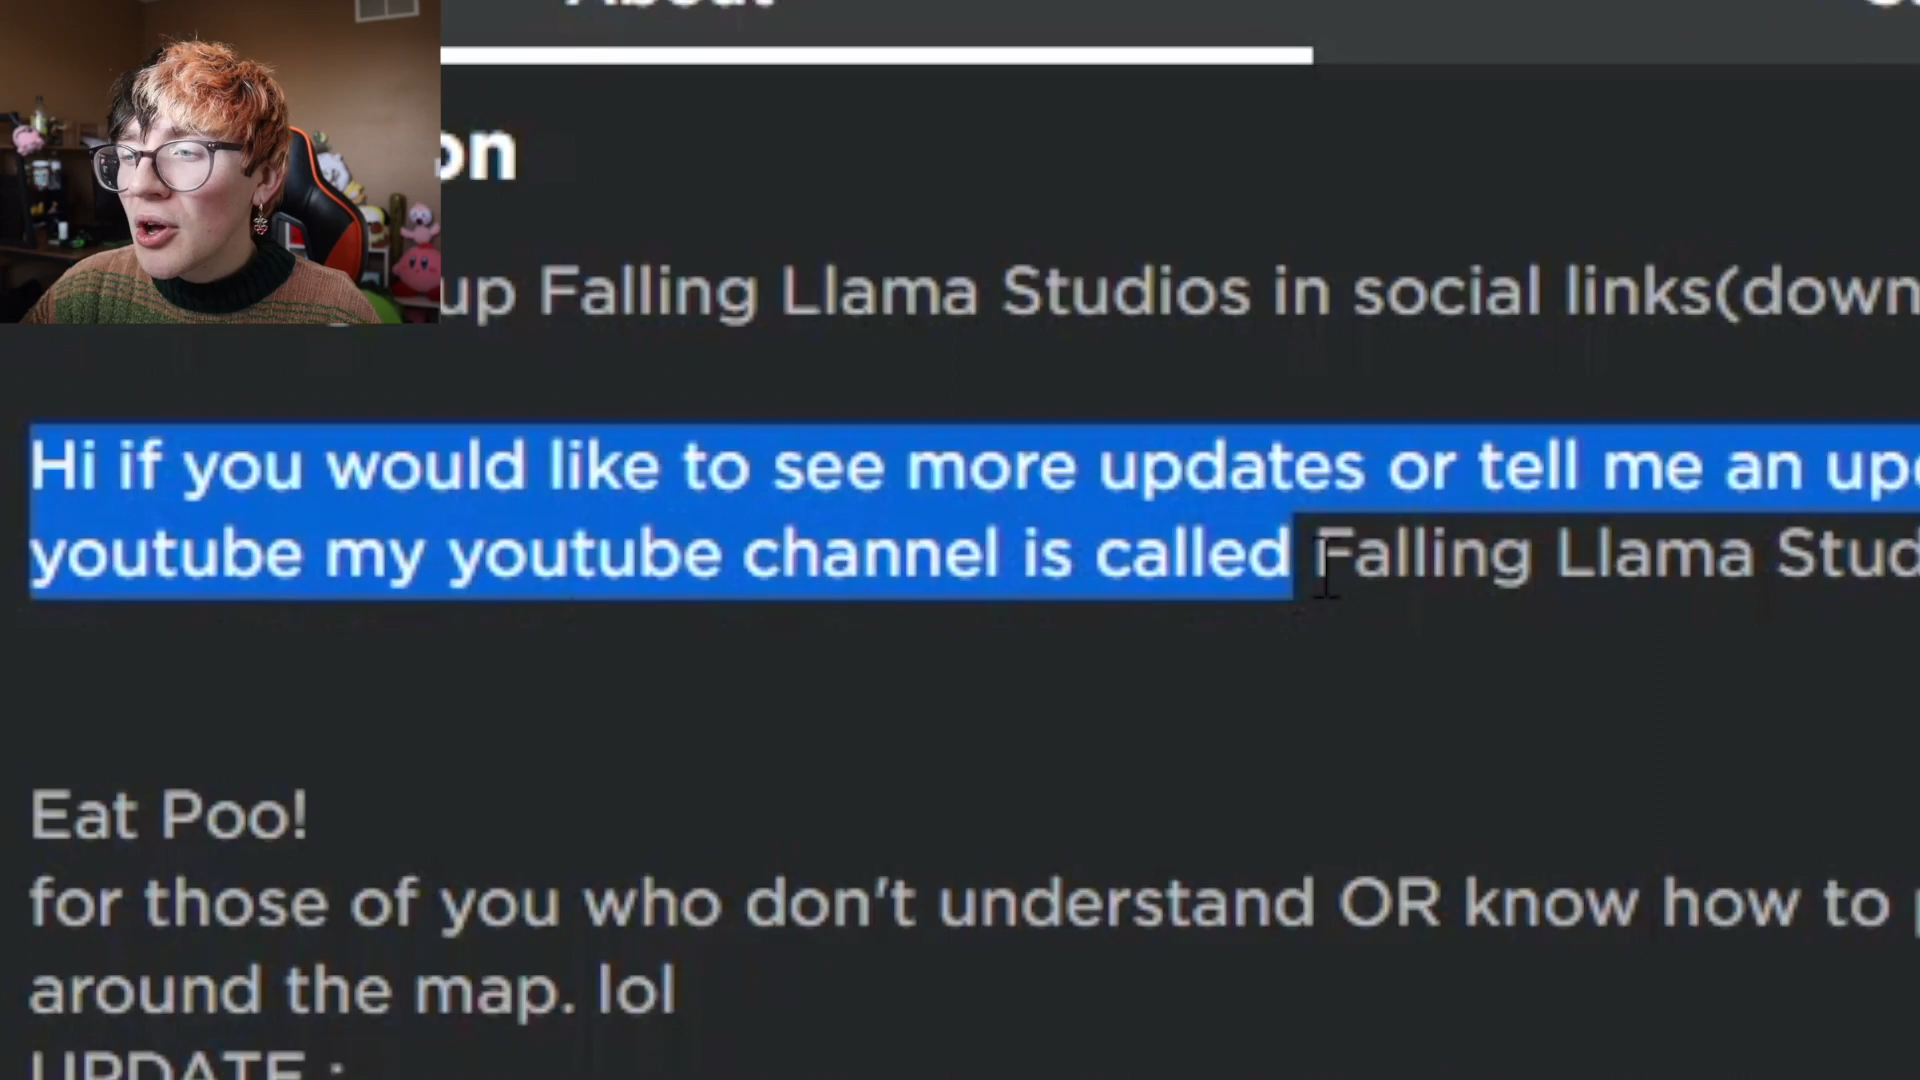 About
on
up Falling Llama Studios in social links(down
Hi if you would like to see more updates or tell me an
youtube my youtube channel is called Falling Llama Stud
Eat Poo!
for those of you who don't understand OR know how to
around the map. lol
UPDATE :